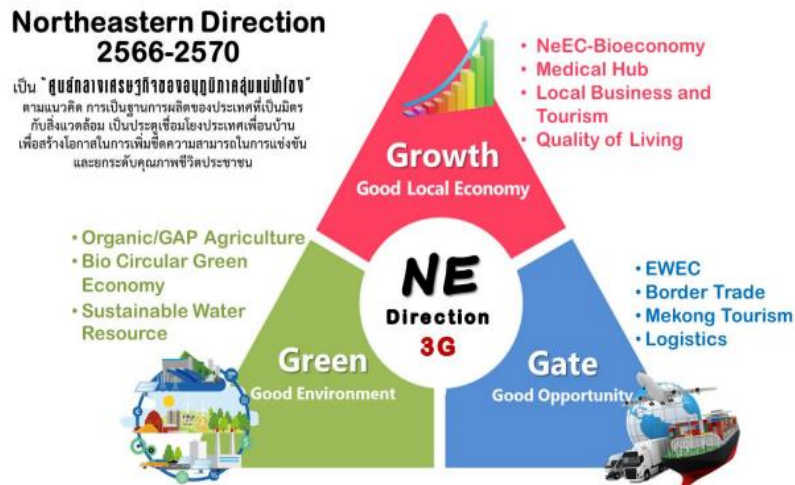 Northeastern Direction
2566-2570
เป็น "ศูนย์กลางเศรษฐกิจของอนุภูมิภาคลุ่มแม่น้ำโขง"
ตามแนวคิด การเป็นฐานการผลิตของประเทศที่เป็นมิตร
กับสิ่งแวดล้อม เป็นประตูเชื่อมโยงประเทศเพื่อนบ้าน
เพื่อสร้างโอกาสในการเพิ่มขีดความสามารถในการแข่งขัน
และยกระดับคุณภาพชีวิตประชาชน
• NeEC-Bioeconomy
• Medical Hub
• Local Business and
Tourism
• Quality of Living
Growth
Good Local Economy
• Organic/GAP Agriculture
• Bio Circular Green
Economy
• Sustainable Water
Resource
NE
Direction
3G
• EWEC
• Border Trade
• Mekong Tourism
• Logistics
Green
Good Environment
Gate
Good Opportunity